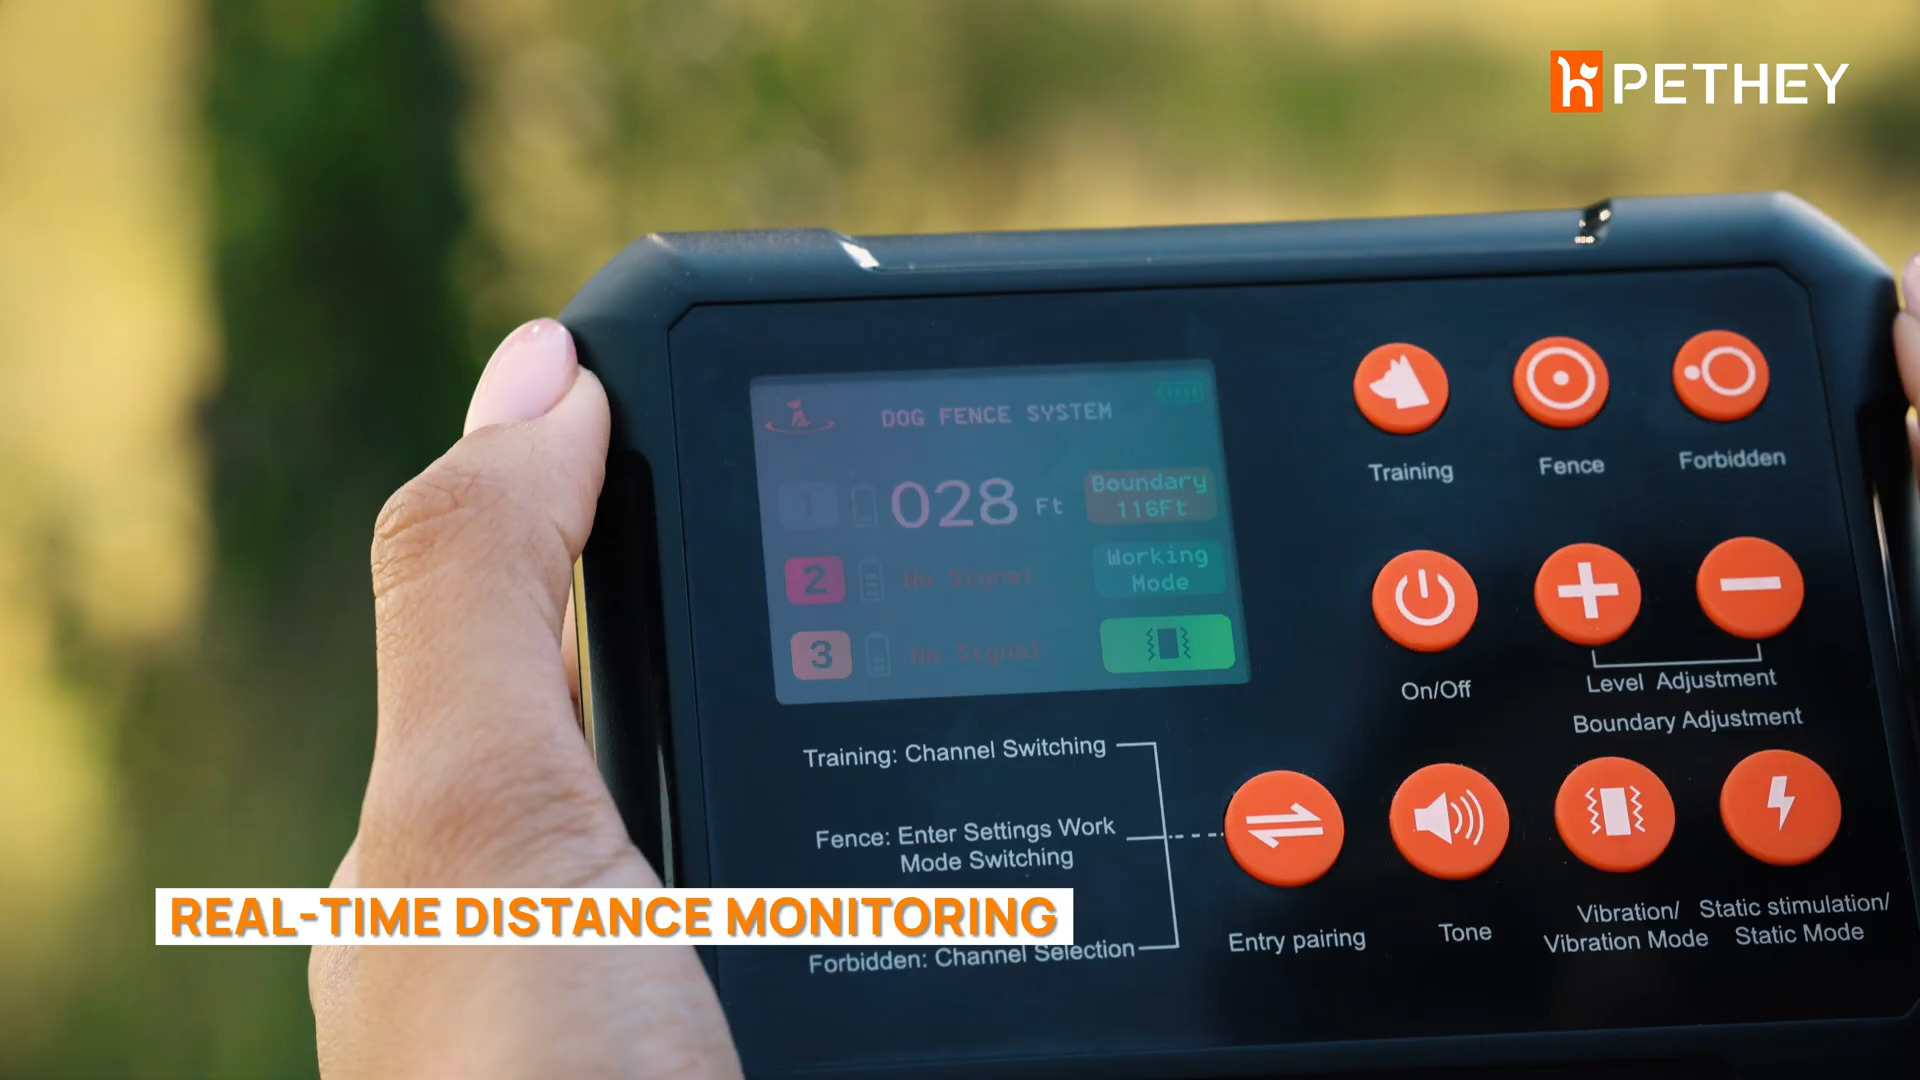 PETHEY
DOG FENCE SYSTEM
1 028 Ft
Boundary
116Ft
2 No Signal
Working
Mode
3 No Signal
Training
Fence
Forbidden
On/Off
Level Adjustment
Boundary Adjustment
Training: Channel Switching
Fence: Enter Settings Work
Mode Switching
Forbidden: Channel Selection
Entry pairing
Tone
Vibration/
Vibration Mode
Static stimulation/
Static Mode
REAL-TIME DISTANCE MONITORING